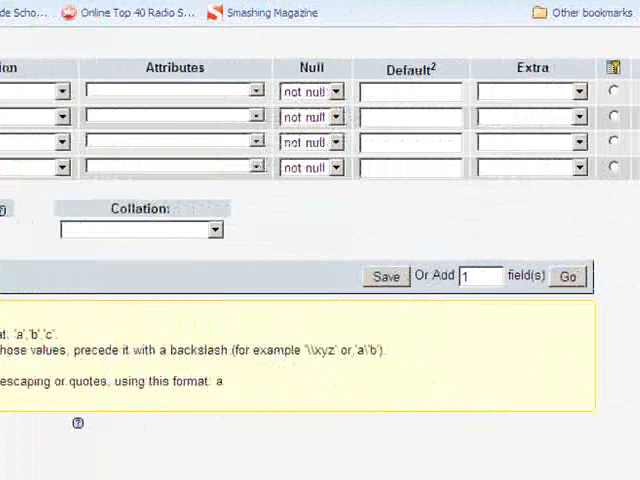 de Scho... Online Top 40 Radio S... Smashing Magazine Other bookmarks
ion Attributes Null Default2 Extra
not null
not null
not null
not null
Collation:
Save Or Add 1 field(s) Go
at. 'a','b','c'.
hose values, precede it with a backslash (for example '\\xyz' or 'a\'b').
escaping or quotes, using this format: a